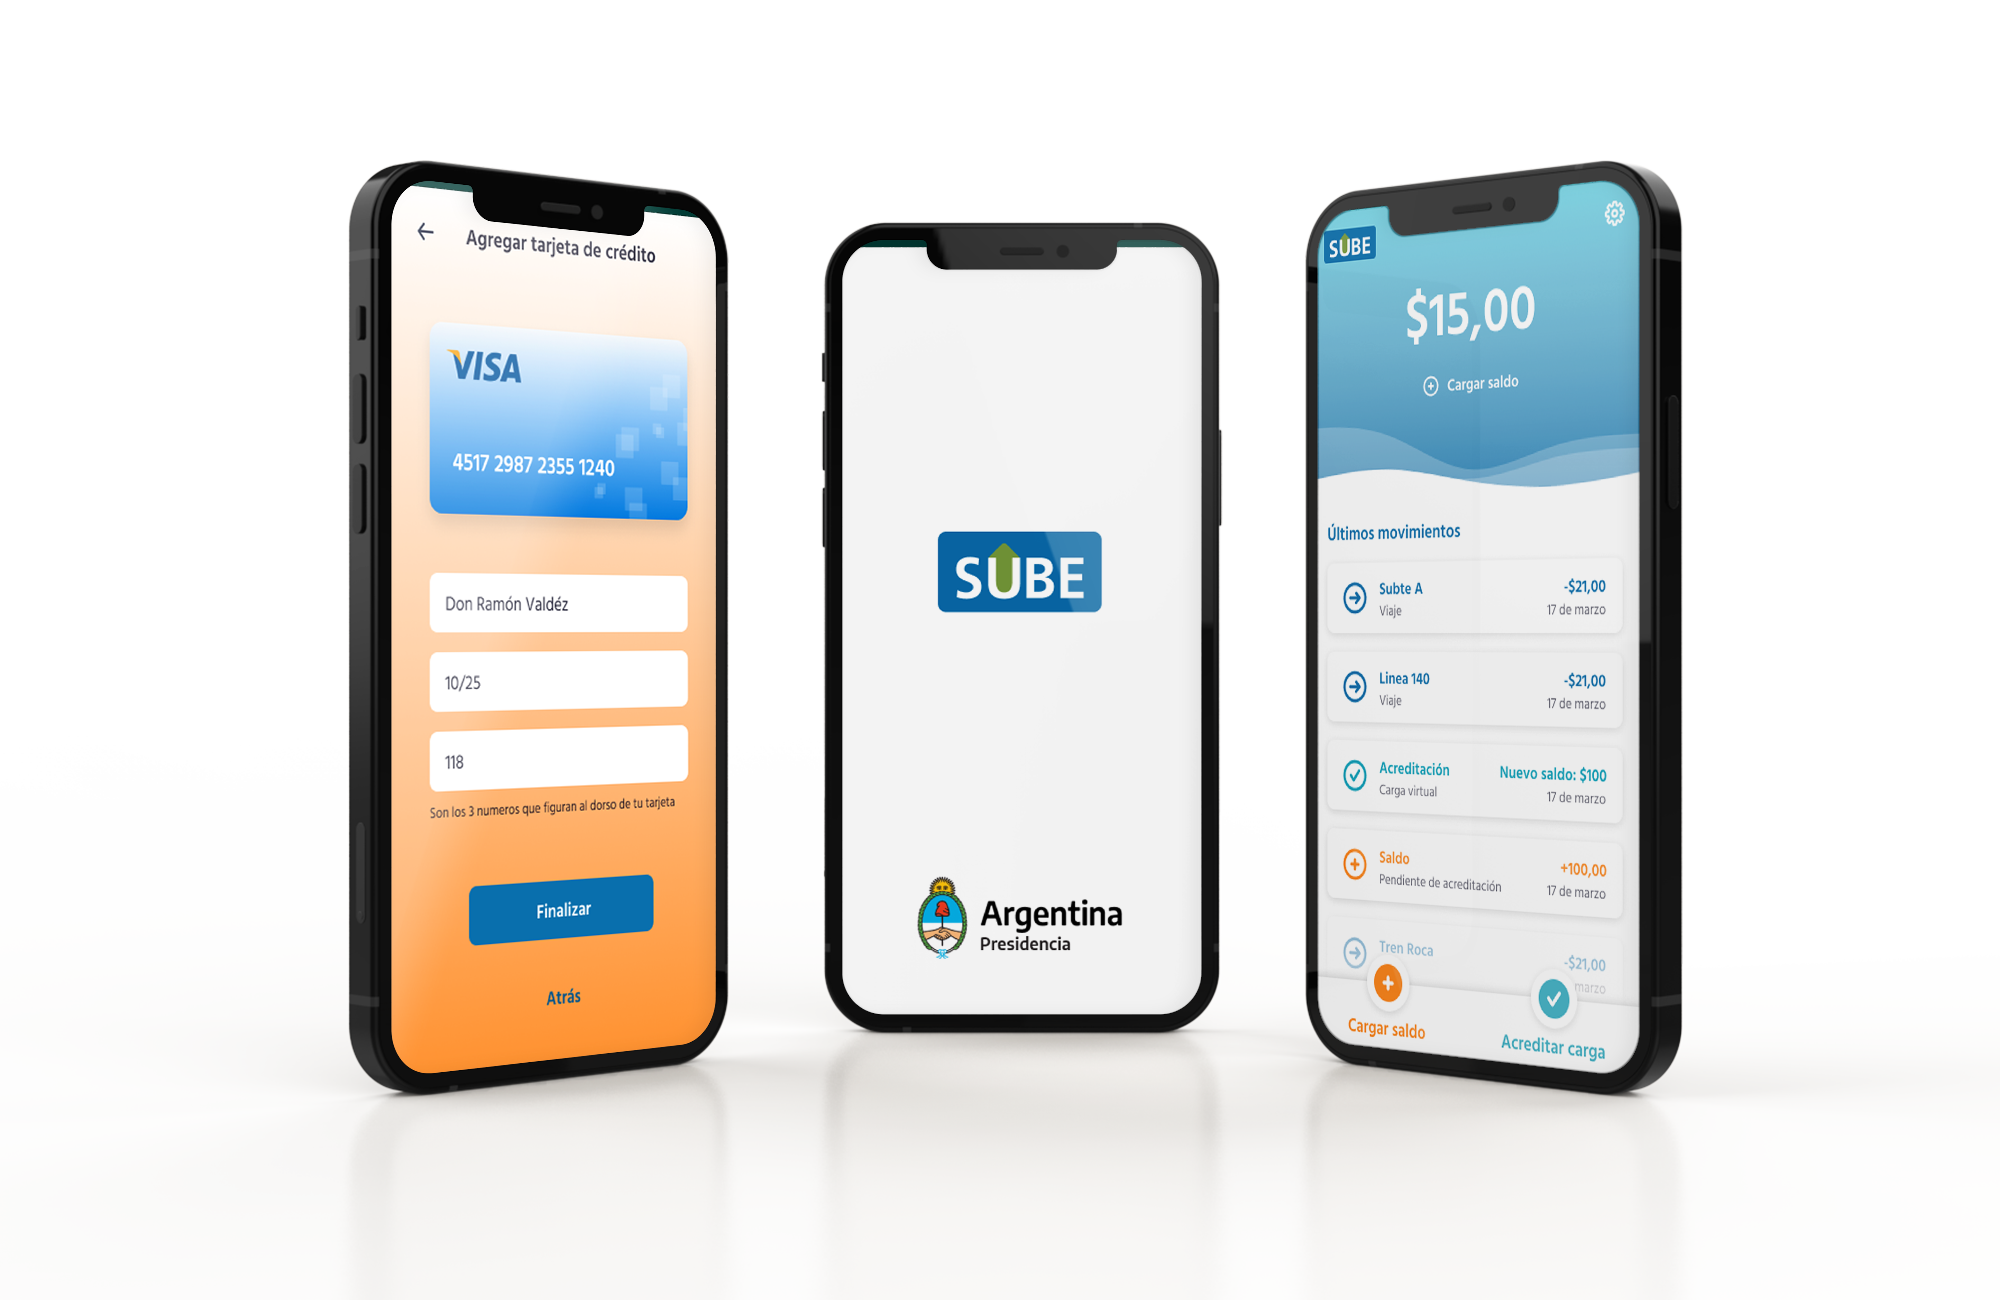 Agregar tarjeta de crédito
VISA
4517 2987 2355 1240
Don Ramón Valdéz
10/25
118
Son los 3 numeros que figuran al dorso de tu tarjeta
Finalizar
Atrás
SUBE
Argentina
Presidencia
SUBE
$15,00
Cargar saldo
Últimos movimientos
Subte A
-$21,00
Viaje
17 de marzo
Linea 140
-$21,00
Viaje
17 de marzo
Acreditación
Nuevo saldo: $100
Carga virtual
17 de marzo
Saldo
+100,00
Pendiente de acreditación
17 de marzo
Tren Roca
-$21,00
marzo
Cargar saldo
Acreditar carga